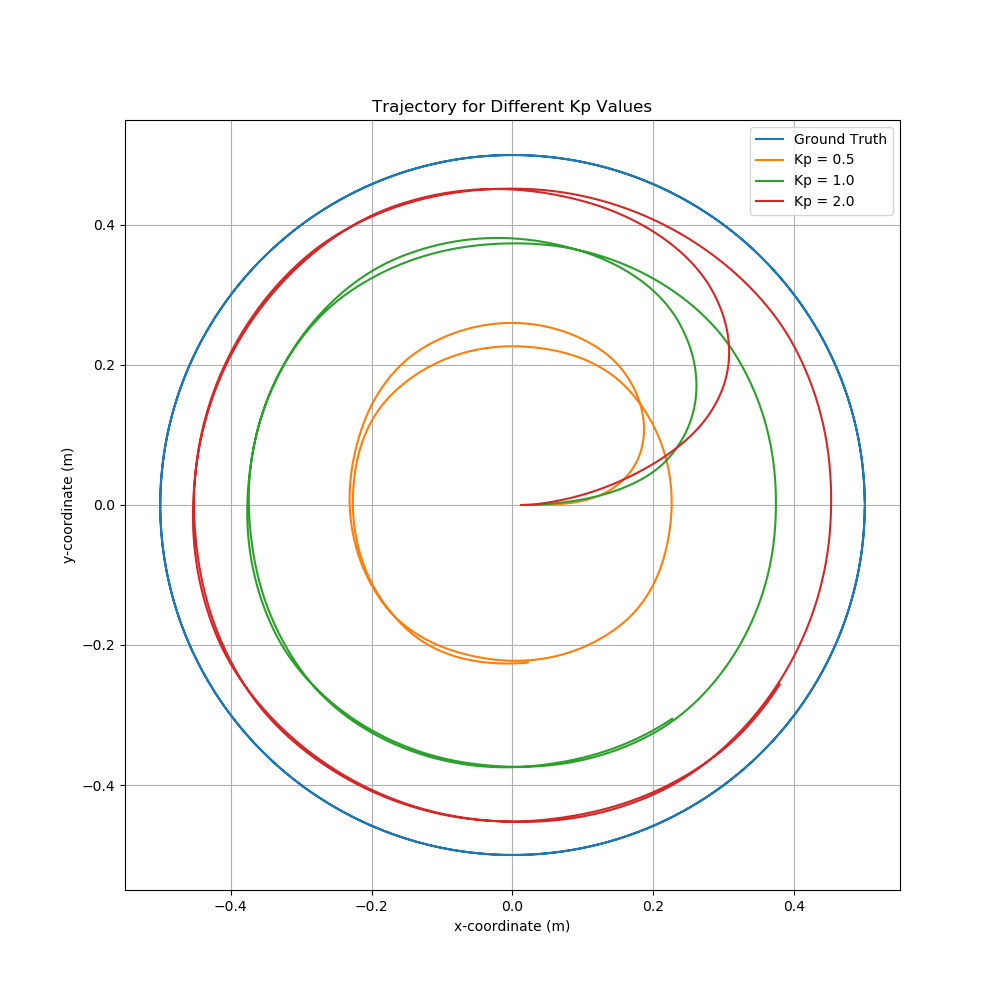 Trajectory for Different Kp Values
Ground Truth
Kp = 0.5
Kp = 1.0
Kp = 2.0
0.4
0.2
0.0
−0.2
−0.4
y-coordinate (m)
−0.4 −0.2 0.0 0.2 0.4
x-coordinate (m)